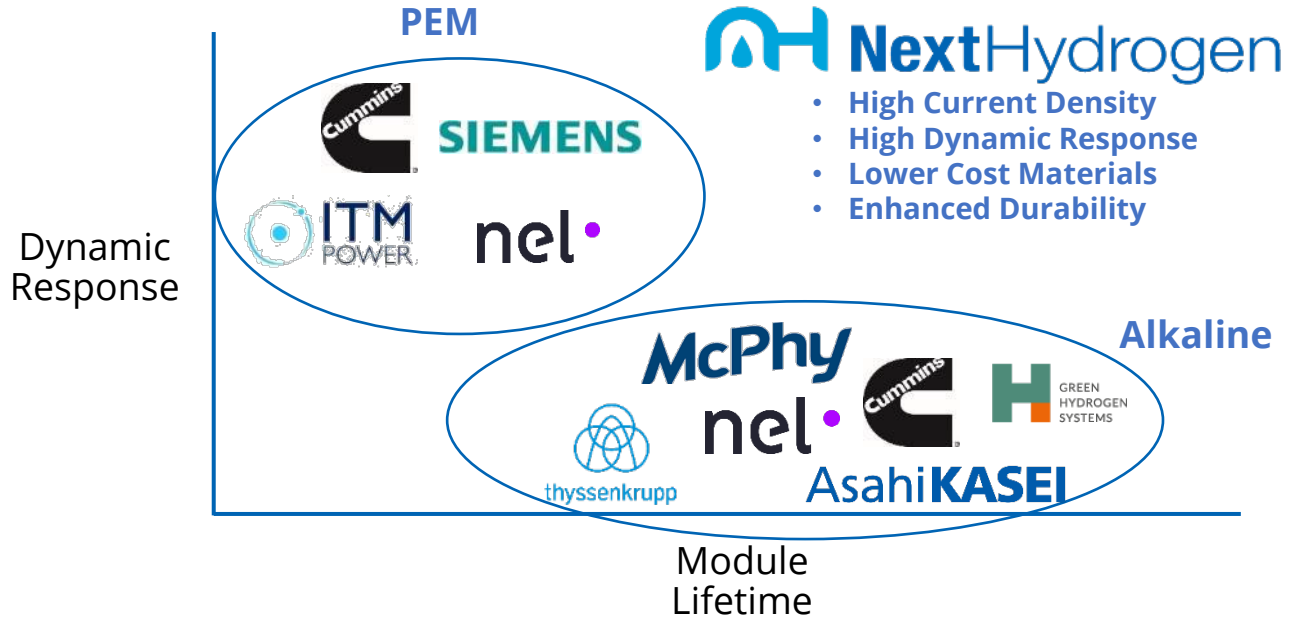 PEM
NextHydrogen
• High Current Density
• High Dynamic Response
• Lower Cost Materials
• Enhanced Durability
Cummins
SIEMENS
ITM
POWER
nel
Dynamic
Response
Alkaline
McPhy
Cummins
GREEN
HYDROGEN
SYSTEMS
nel
thyssenkrupp
AsahiKASEI
Module
Lifetime